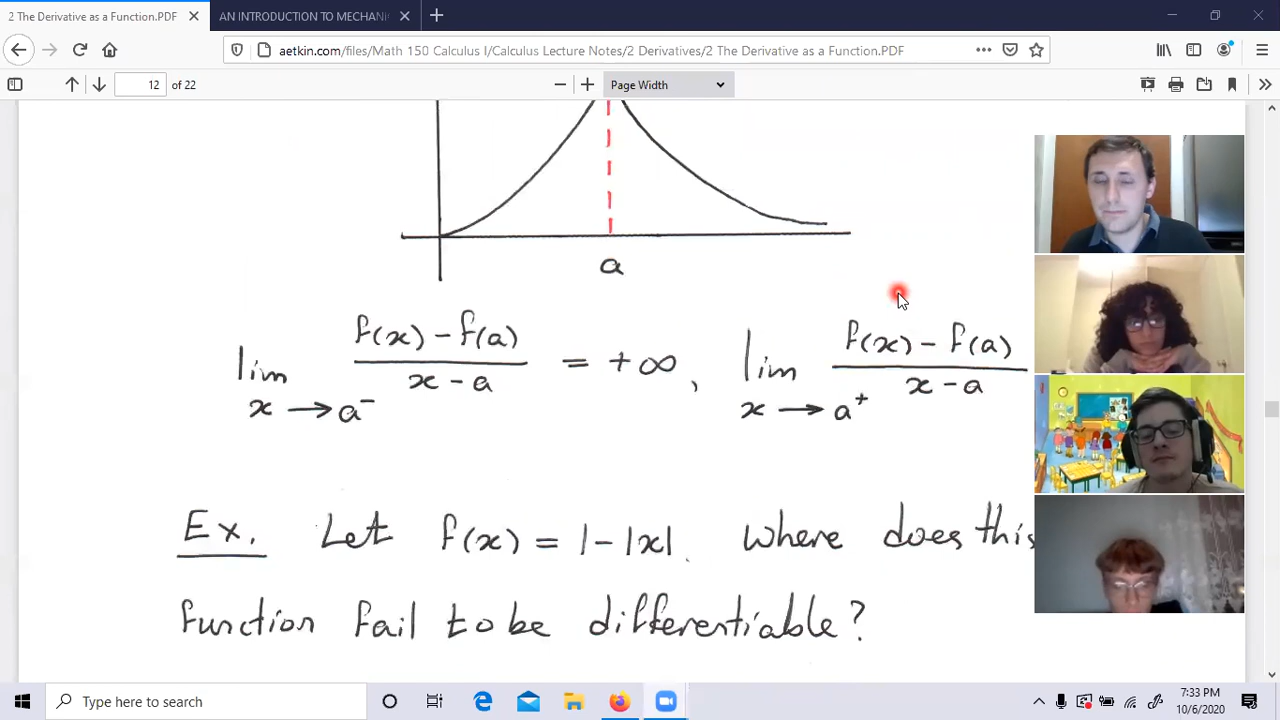 2 The Derivative as a Function.PDF
AN INTRODUCTION TO MECHANI
aetkin.com/files/Math 150 Calculus I/Calculus Lecture Notes/2 Derivatives/2 The Derivative as a Function.PDF
12 of 22
Page Width
a
lim x → a⁻ f(x) – f(a) / x – a = +∞, lim x → a⁺ f(x) – f(a) / x – a
Ex. Let f(x) = 1 – |x|. Where does this
function fail to be differentiable?
Type here to search
7:33 PM
10/6/2020